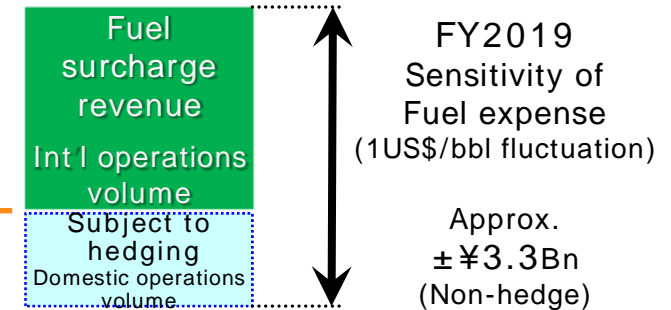 Fuel
surcharge
revenue
Int'l operations
volume
Subject to
hedging
Domestic operations
volume
FY2019
Sensitivity of
Fuel expense
(1US$/bbl fluctuation)
Approx.
±¥3.3Bn
(Non-hedge)